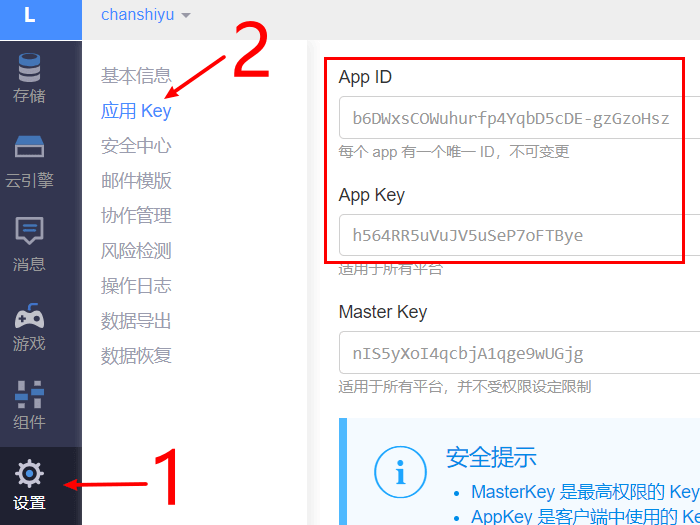 L
chanshiyu
存储
云引擎
消息
游戏
组件
设置
1
基本信息
应用 Key
安全中心
邮件模版
协作管理
风险检测
操作日志
数据导出
数据恢复
2
App ID
b6DWxsCOWuhurfp4YqbD5cDE-gzGzoHsz
每个 app 有一个唯一 ID，不可变更
App Key
h564RR5uVuJV5uSeP7oFTBye
适用于所有平台
Master Key
nIS5yXoI4qcbjA1qge9wUGjg
适用于所有平台，并不受权限设定限制
i
安全提示
• MasterKey 是最高权限的 Key
• AppKey 是客户端中使用的 Ke